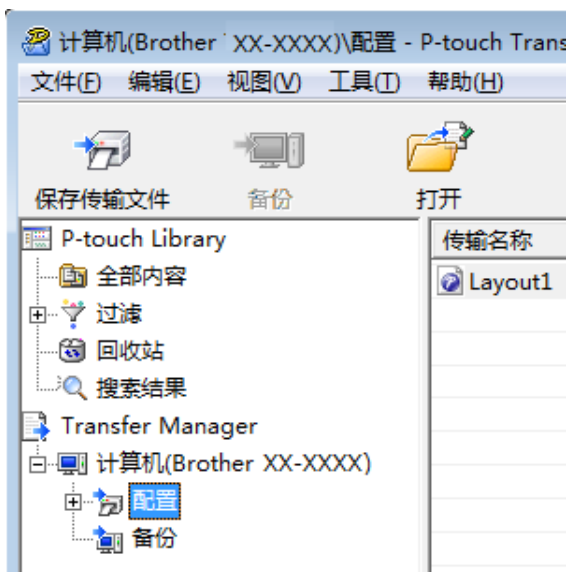 计算机(Brother XX-XXXX)\配置 - P-touch Trans
文件(F) 编辑(E) 视图(V) 工具(T) 帮助(H)
保存传输文件 备份 打开
P-touch Library
传输名称
全部内容
Layout1
过滤
回收站
搜索结果
Transfer Manager
计算机(Brother XX-XXXX)
配置
备份